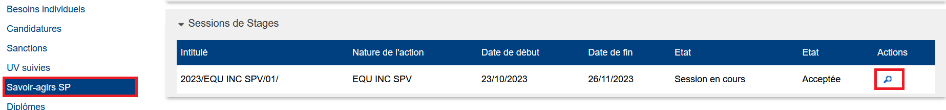 Besoins individuels
Candidatures
Sanctions
UV suivies
Savoir-agirs SP
Diplômes
Sessions de Stages
Intitulé Nature de l'action Date de début Date de fin Etat Etat Actions
2023/EQU INC SPV/01/ EQU INC SPV 23/10/2023 26/11/2023 Session en cours Acceptée